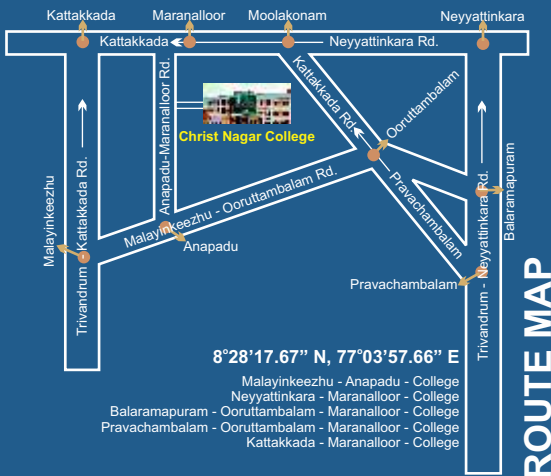 Kattakkada
Maranalloor
Moolakonam
Neyyattinkara
Kattakkada
Neyyattinkara Rd.
Anapadu-Maranalloor Rd.
Christ Nagar College
Kattakkada Rd.
Ooruttambalam
Malayinkeezhu
Trivandrum - Kattakkada Rd.
Malayinkeezhu - Ooruttambalam Rd.
Anapadu
Pravachambalam
Pravachambalam
Trivandrum - Neyyattinkara Rd.
Balaramapuram
8°28'17.67” N, 77°03'57.66” E
Malayinkeezhu - Anapadu - College
Neyyattinkara - Maranalloor - College
Balaramapuram - Ooruttambalam - Maranalloor - College
Pravachambalam - Ooruttambalam - Maranalloor - College
Kattakkada - Maranalloor - College
ROUTE MAP